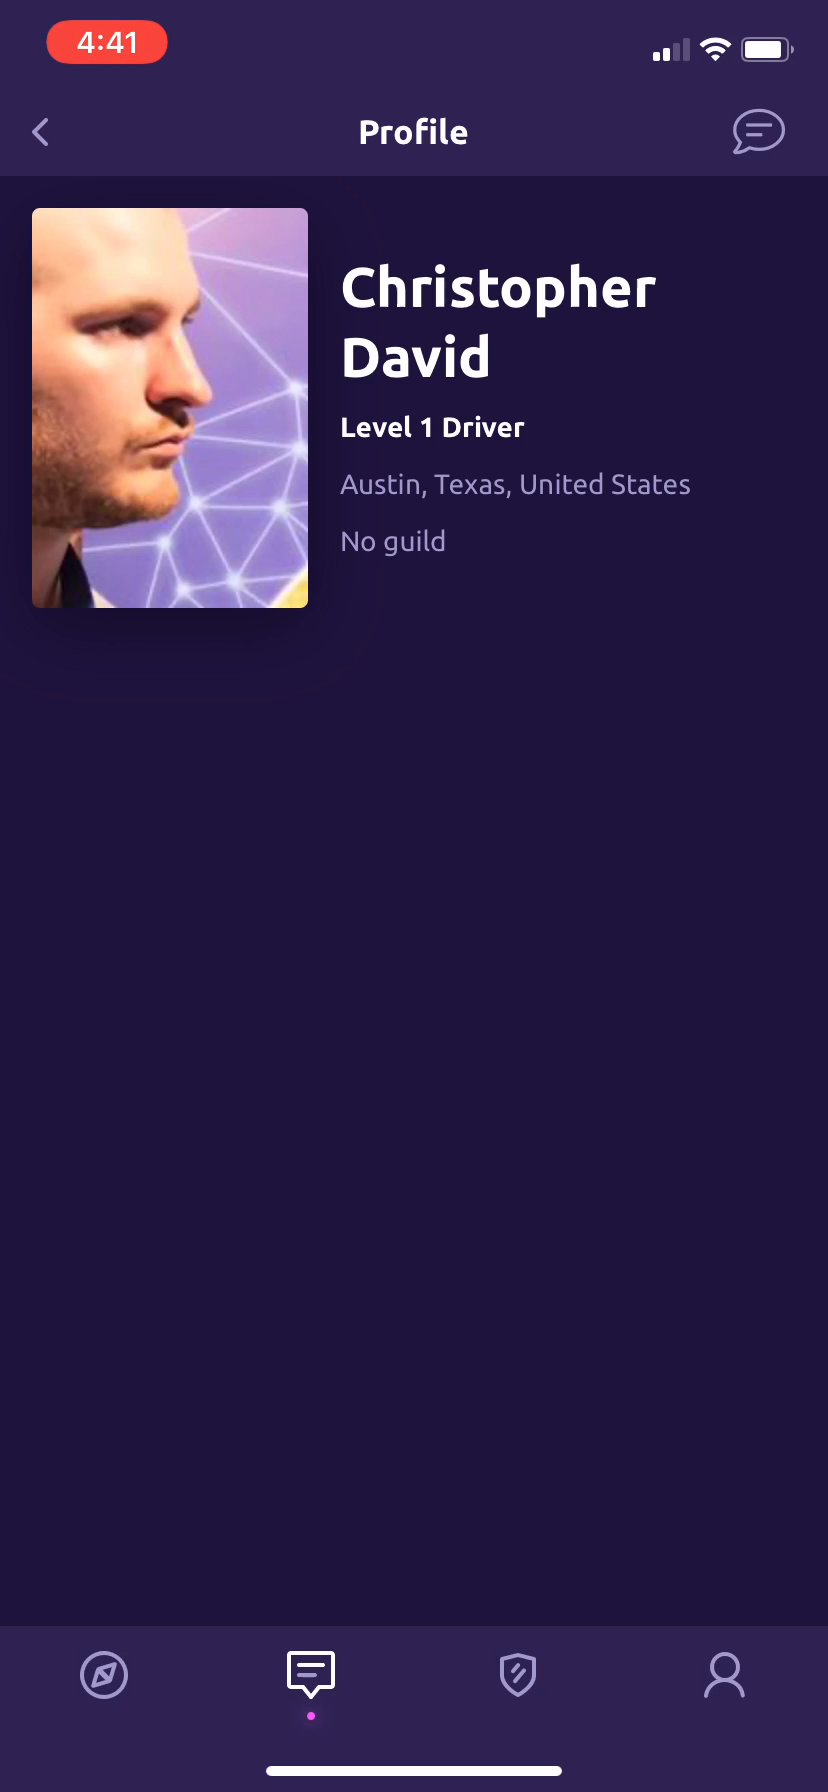 4:41
Profile
Christopher
David
Level 1 Driver
Austin, Texas, United States
No guild